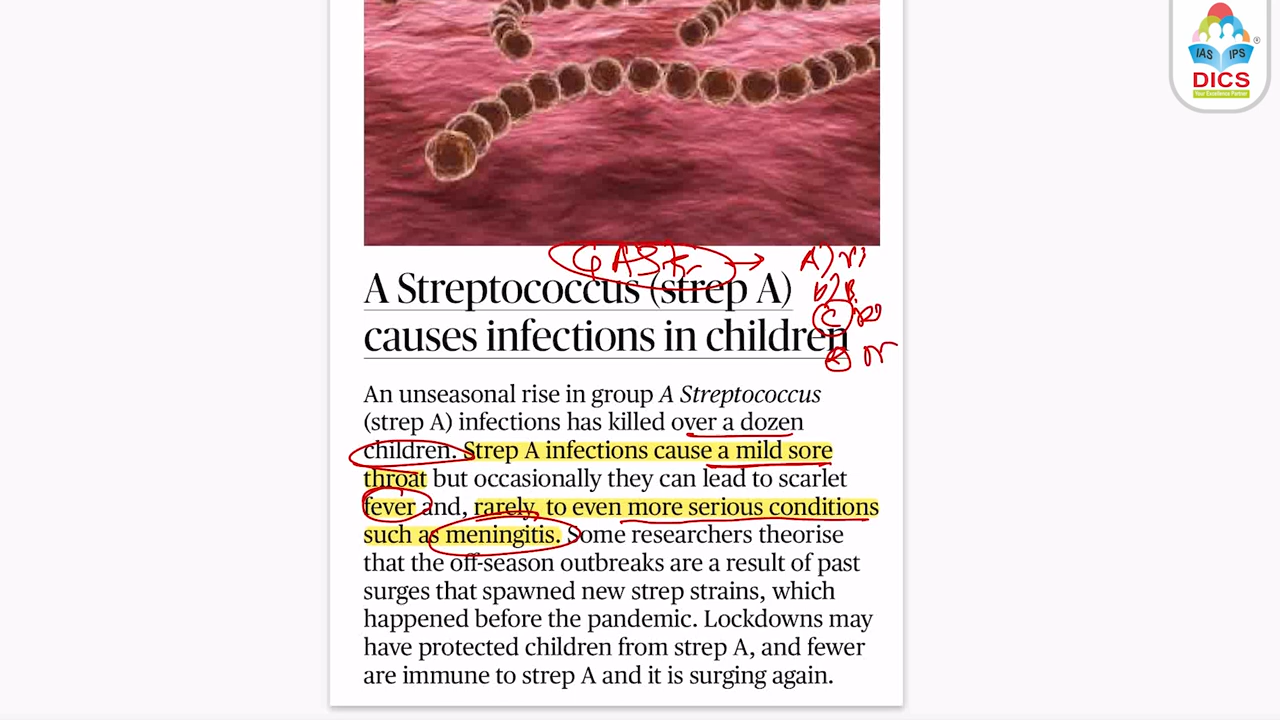 IAS IPS
DICS
Your Excellence Partner
A Streptococcus (strep A)
causes infections in children
An unseasonal rise in group A Streptococcus
(strep A) infections has killed over a dozen
children. Strep A infections cause a mild sore
throat but occasionally they can lead to scarlet
fever and, rarely, to even more serious conditions
such as meningitis. Some researchers theorise
that the off-season outbreaks are a result of past
surges that spawned new strep strains, which
happened before the pandemic. Lockdowns may
have protected children from strep A, and fewer
are immune to strep A and it is surging again.